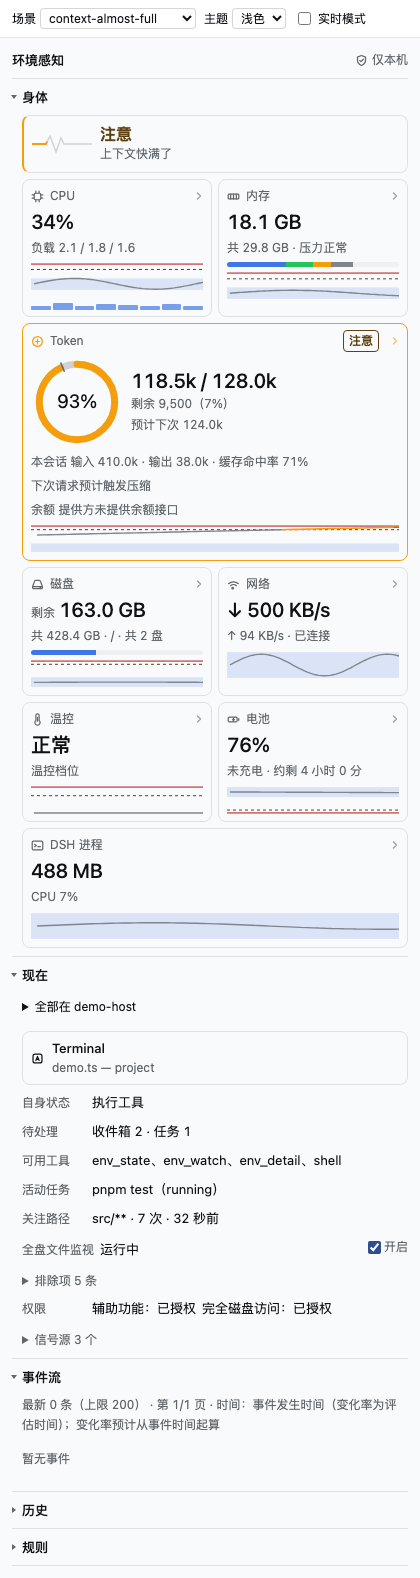 场景 context-almost-full 主题 浅色 实时模式
环境感知 仅本机
身体
注意
上下文快满了
CPU
34%
负载 2.1 / 1.8 / 1.6
内存
18.1 GB
共 29.8 GB · 压力正常
Token 注意
93%
118.5k / 128.0k
剩余 9,500（7%）
预计下次 124.0k
本会话 输入 410.0k · 输出 38.0k · 缓存命中率 71%
下次请求预计触发压缩
余额 提供方未提供余额接口
磁盘
剩余 163.0 GB
共 428.4 GB · / · 共 2 盘
网络
↓ 500 KB/s
↑ 94 KB/s · 已连接
温控
正常
温控档位
电池
76%
未充电 · 约剩 4 小时 0 分
DSH 进程
488 MB
CPU 7%
现在
全部在 demo-host
Terminal
demo.ts — project
自身状态 执行工具
待处理 收件箱 2 · 任务 1
可用工具 env_state、env_watch、env_detail、shell
活动任务 pnpm test（running）
关注路径 src/** · 7 次 · 32 秒前
全盘文件监视 运行中 开启
排除项 5 条
权限 辅助功能：已授权 完全磁盘访问：已授权
信号源 3 个
事件流
最新 0 条（上限 200） · 第 1/1 页 · 时间：事件发生时间（变化率为评
估时间）；变化率预计从事件时间起算
暂无事件
历史
规则